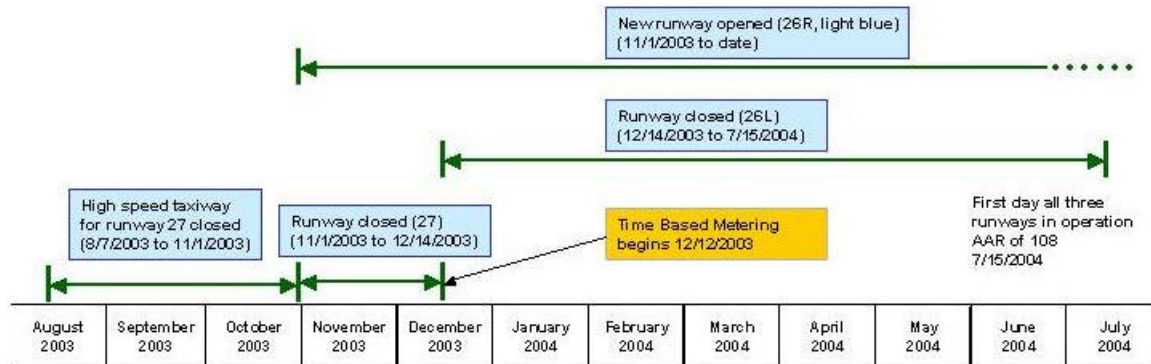 New runway opened (26R, light blue)
(11/1/2003 to date)
Runway closed (26L)
(12/14/2003 to 7/15/2004)
High speed taxiway
for runway 27 closed
(8/7/2003 to 11/1/2003)
Runway closed (27)
(11/1/2003 to 12/14/2003)
Time Based Metering
begins 12/12/2003
First day all three
runways in operation
AAR of 108
7/15/2004
August
2003
September
2003
October
2003
November
2003
December
2003
January
2004
February
2004
March
2004
April
2004
May
2004
June
2004
July
2004